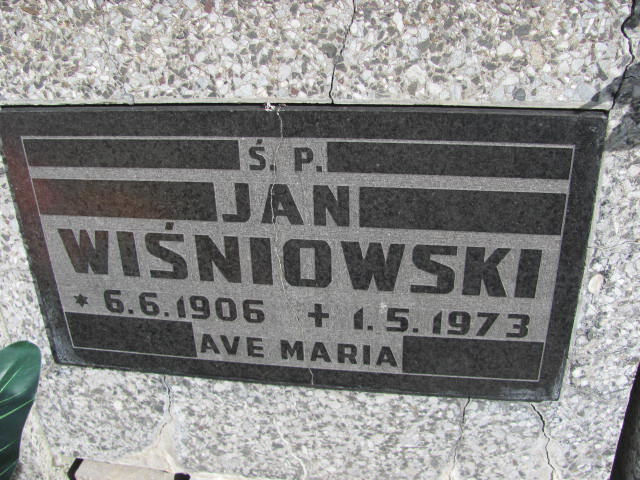 Ś. P.
JAN
WIŚNIOWSKI
* 6.6.1906 + 1.5.1973
AVE MARIA